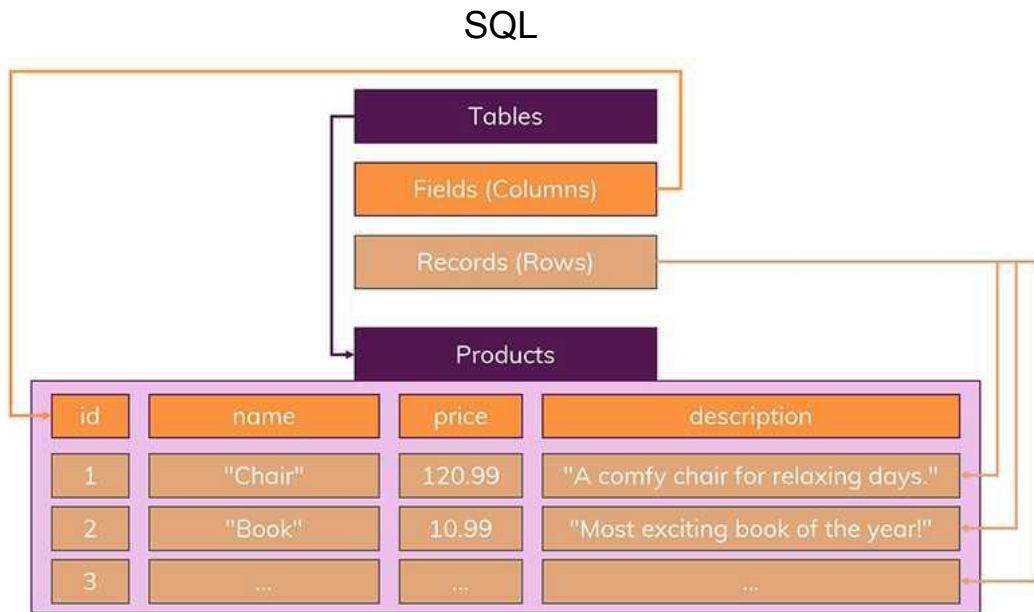 SQL
Tables
Fields (Columns)
Records (Rows)
Products
id name price description
1 "Chair" 120.99 "A comfy chair for relaxing days."
2 "Book" 10.99 "Most exciting book of the year!"
3 ... ... ...